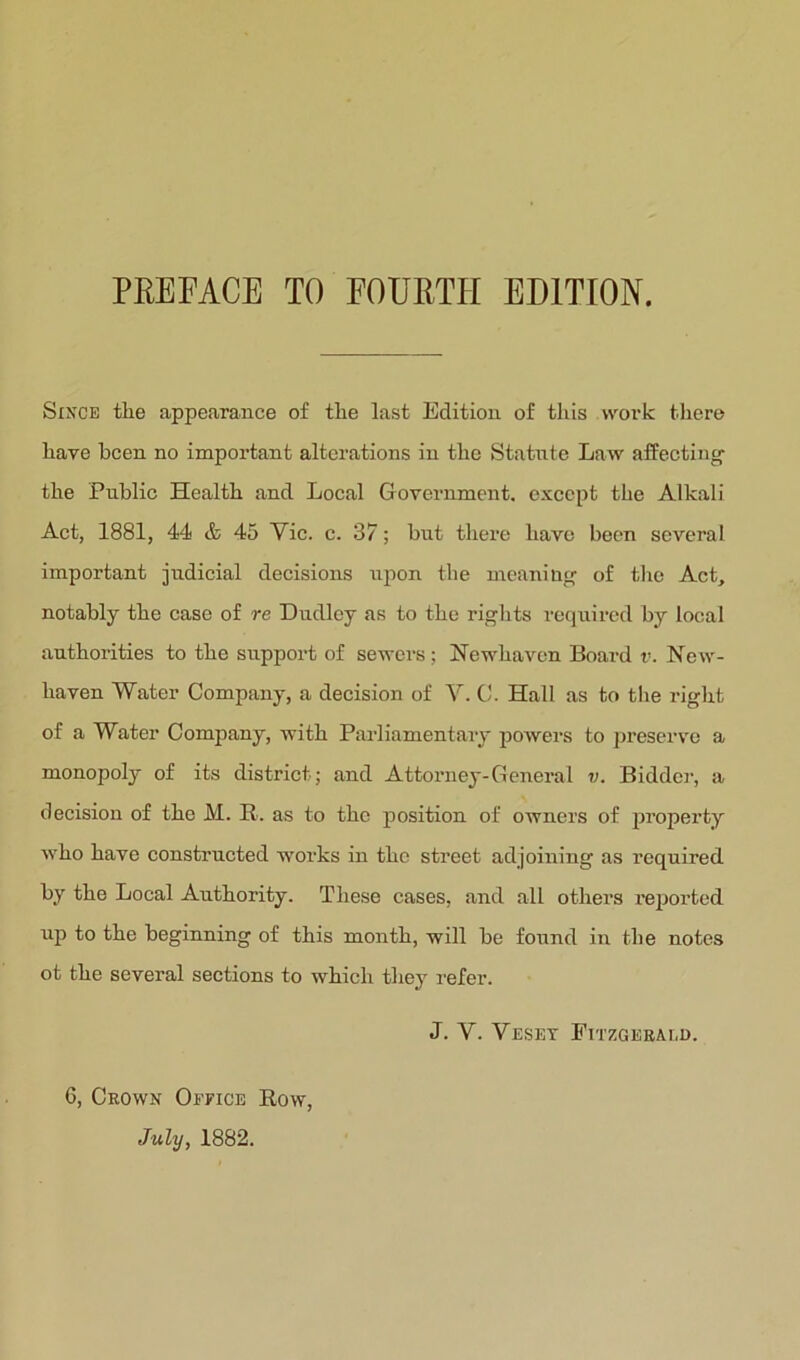 PREFACE TO FOURTH EDITION.
Since the appearance of the last Edition of this work there
have been no important alterations in the Statute Law affecting
the Public Health and Local Government. except the Alkali
Act, 1881, 44 & 45 Vic. c. 37; but there have been several
important judicial decisions upon the meaning of the Act,
notably the case of re Dudley as to the rights required by local
authorities to the support of sewers; Newhaven Board v. New-
haven Water Company, a decision of V. C. Hall as to the right
of a Water Company, with Parliamentary powers to preserve a
monopoly of its district; and Attorney-General v. Bidder, a
decision of the M. R. as to the position of owners of property
who have constructed works in the street adjoining as required
by the Local Authority. These cases, and all others reported
up to the beginning of this month, will be found in the notes
ot the several sections to which they refer.
J. V. Vesey Fitzgerald.
6, Crown Office Row,
July, 1882.